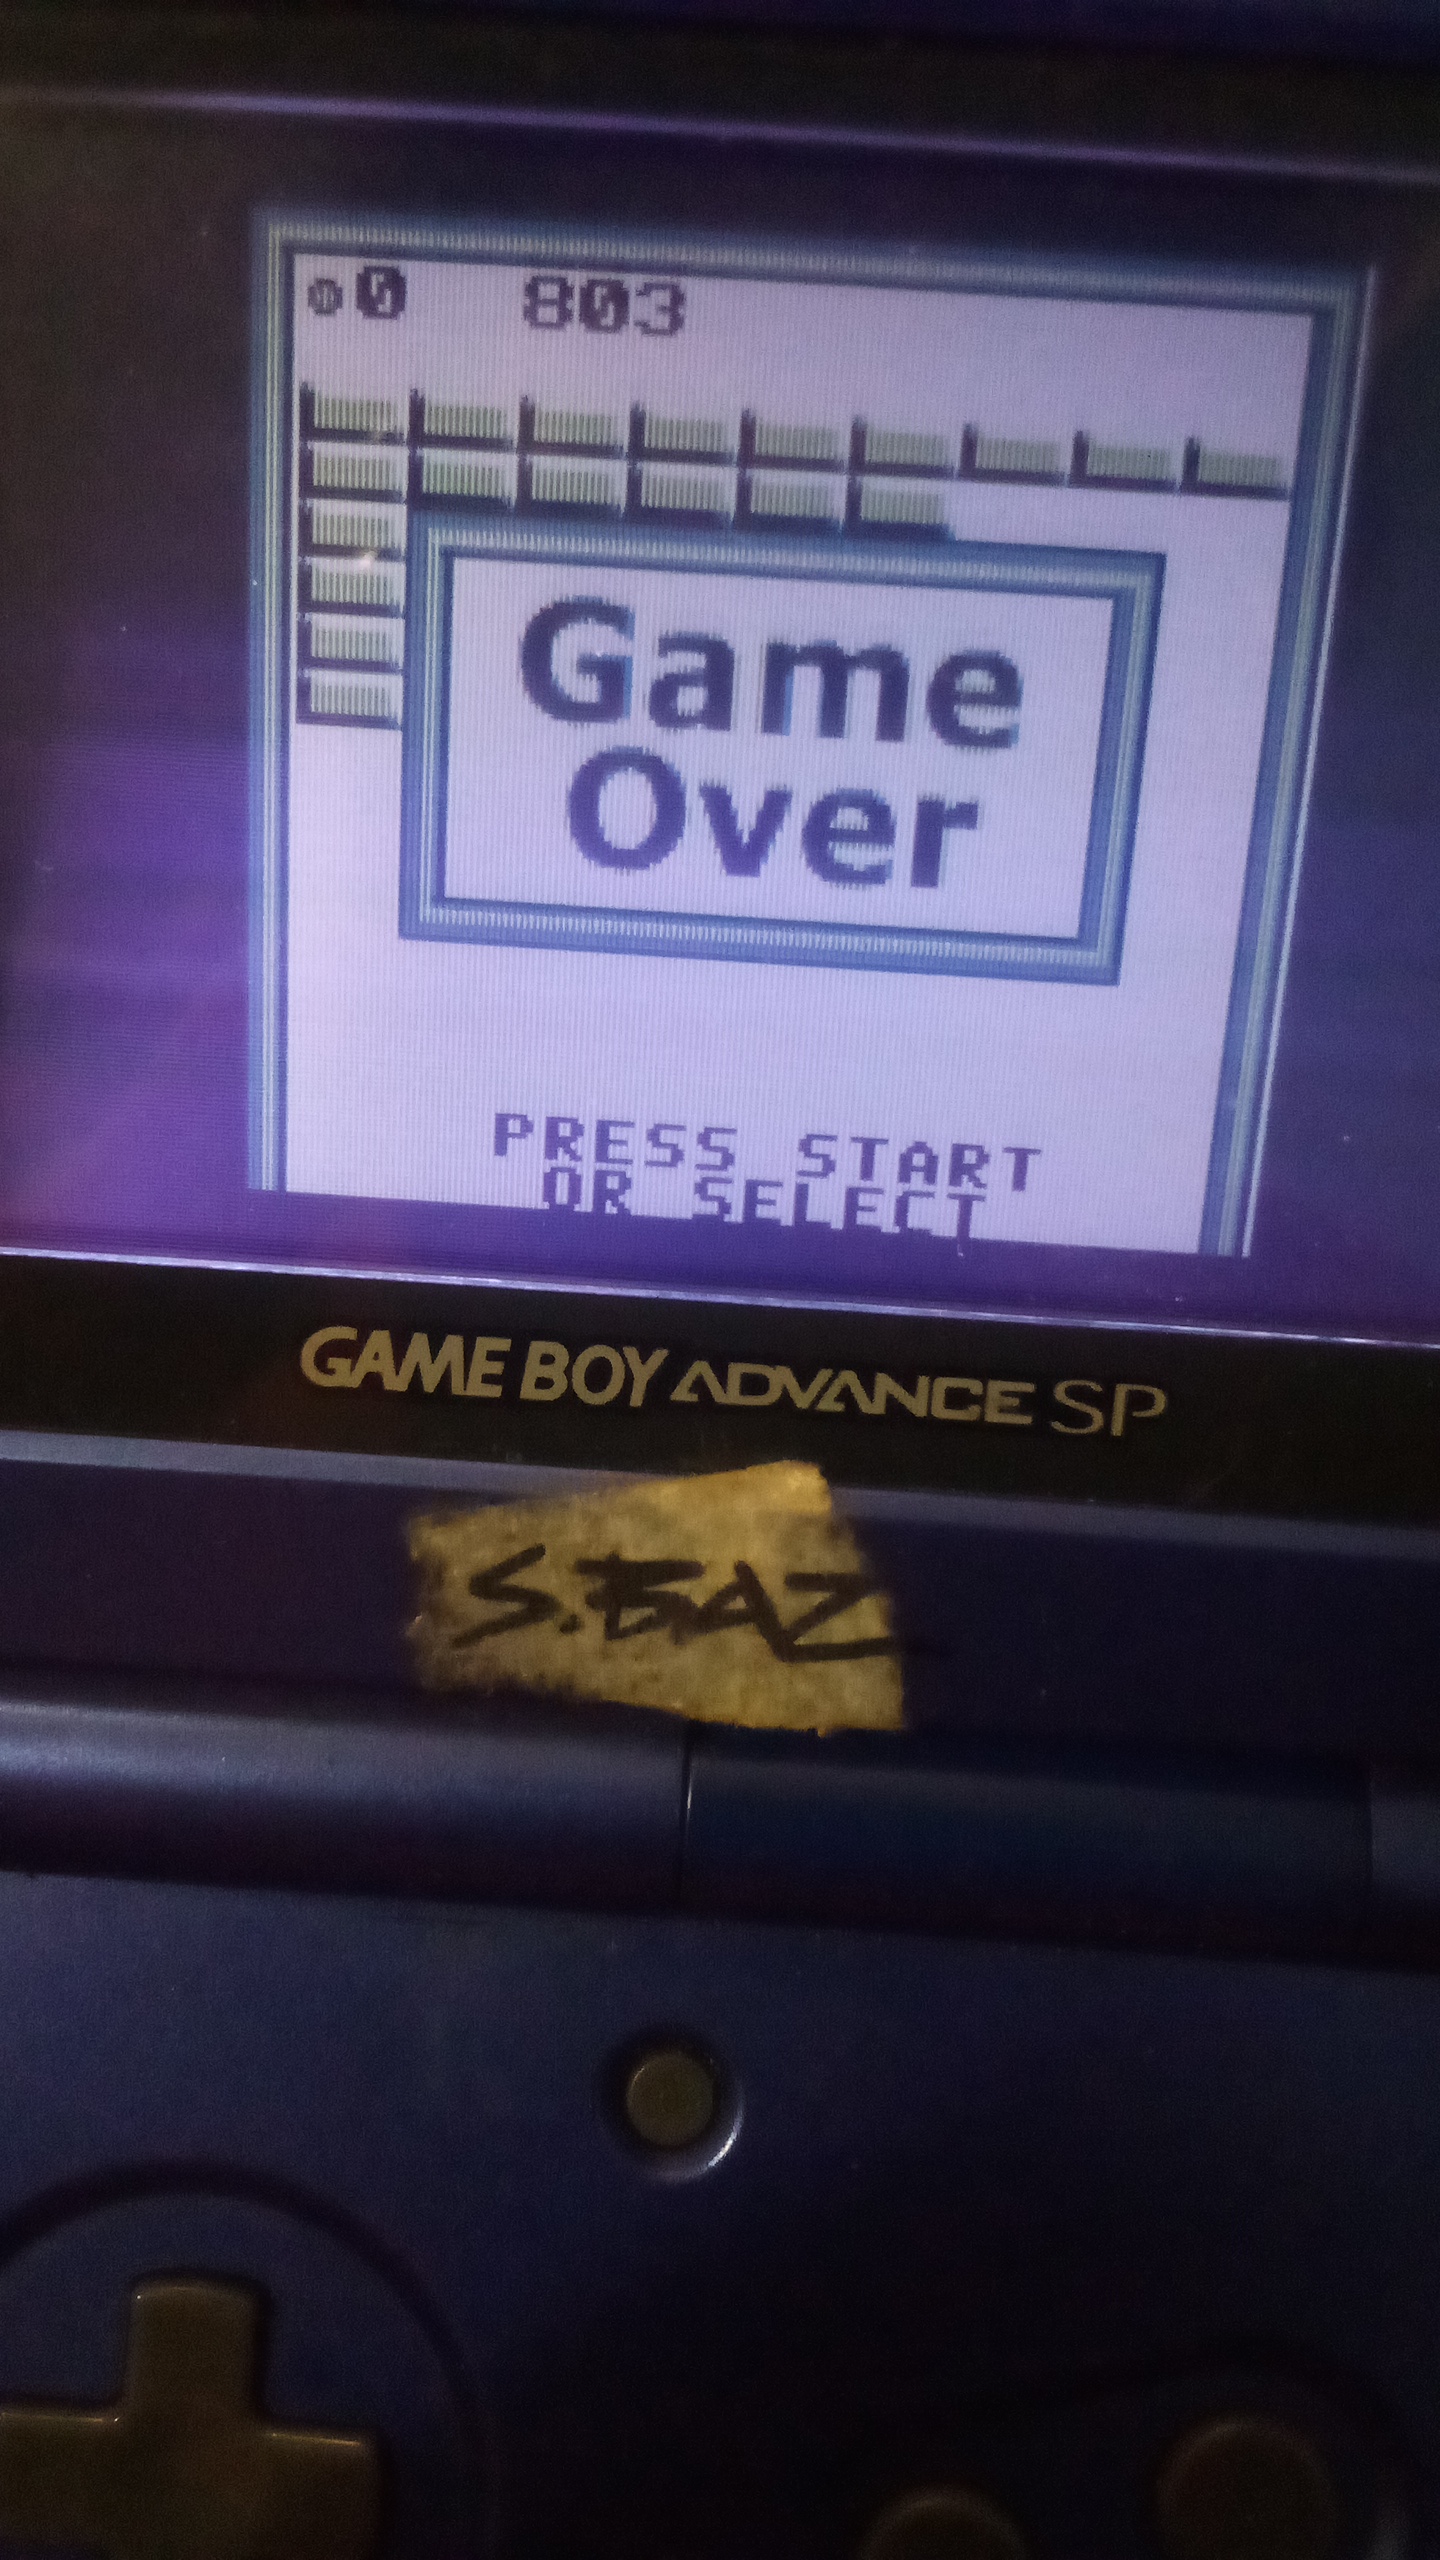 0 803
Game
Over
PRESS START
OR SELECT
GAME BOY ADVANCE SP
S.BAZ